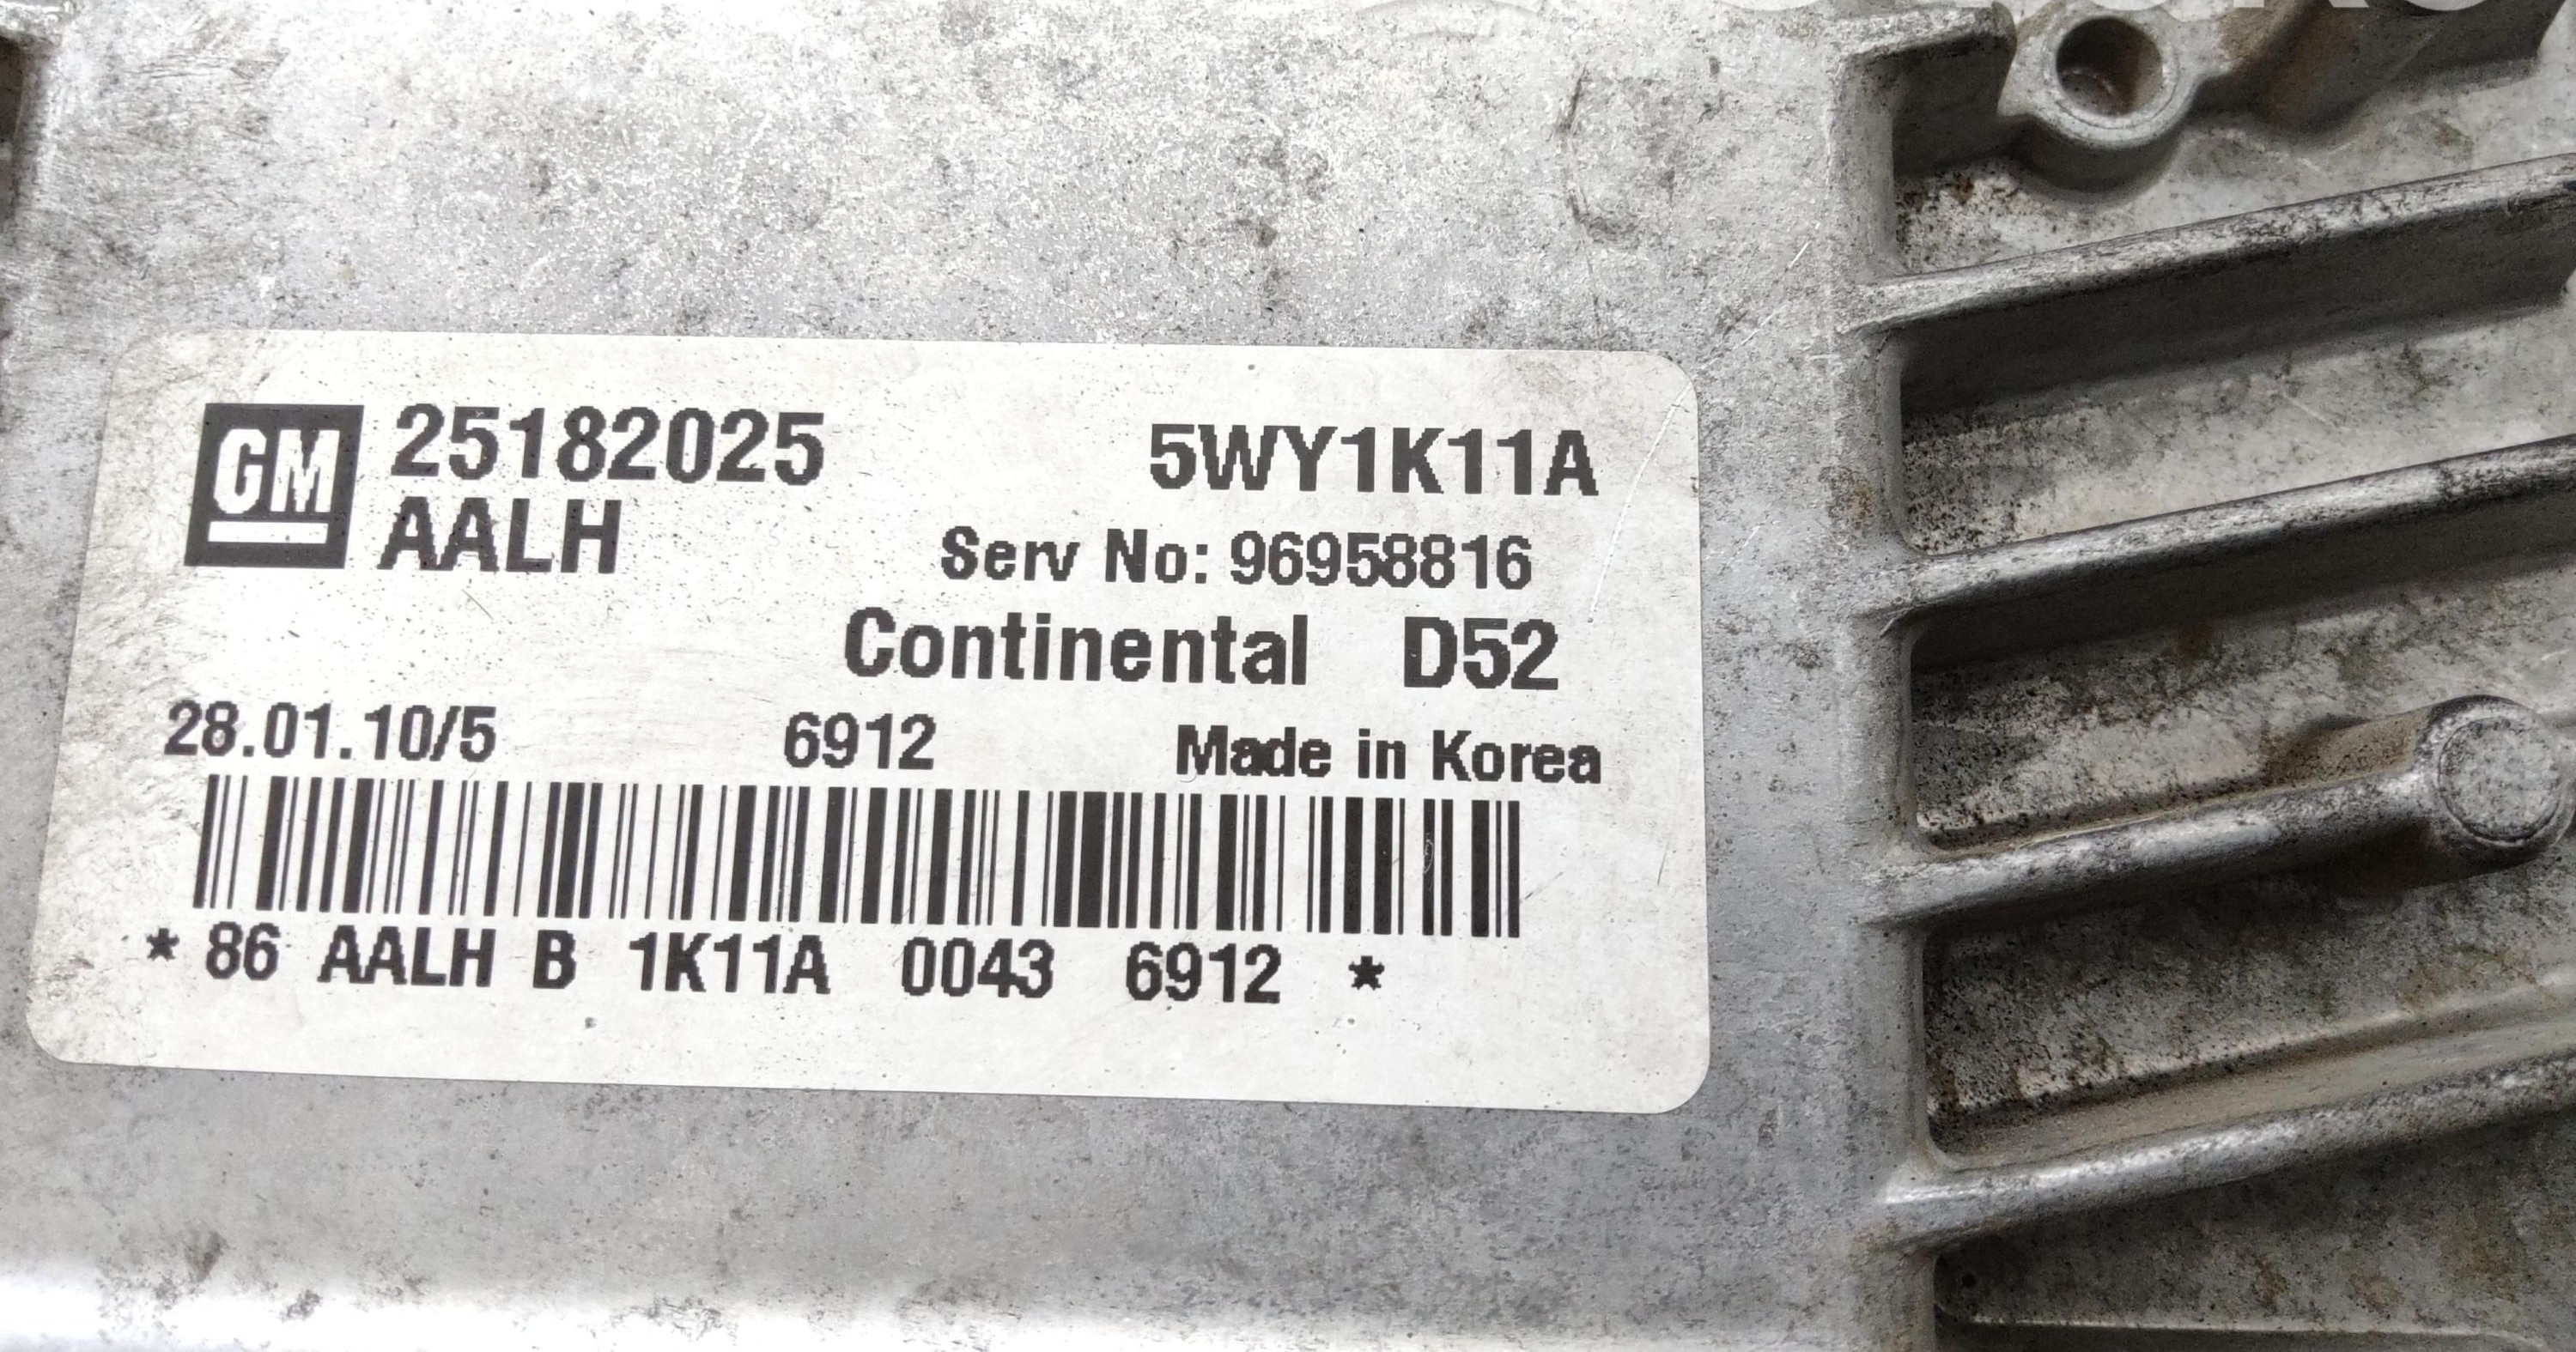 GM 25182025 5WY1K11A
AALH
Serv No: 96958816
Continental D52
28.01.10/5 6912 Made in Korea
* 86 AALH B 1K11A 0043 6912 *